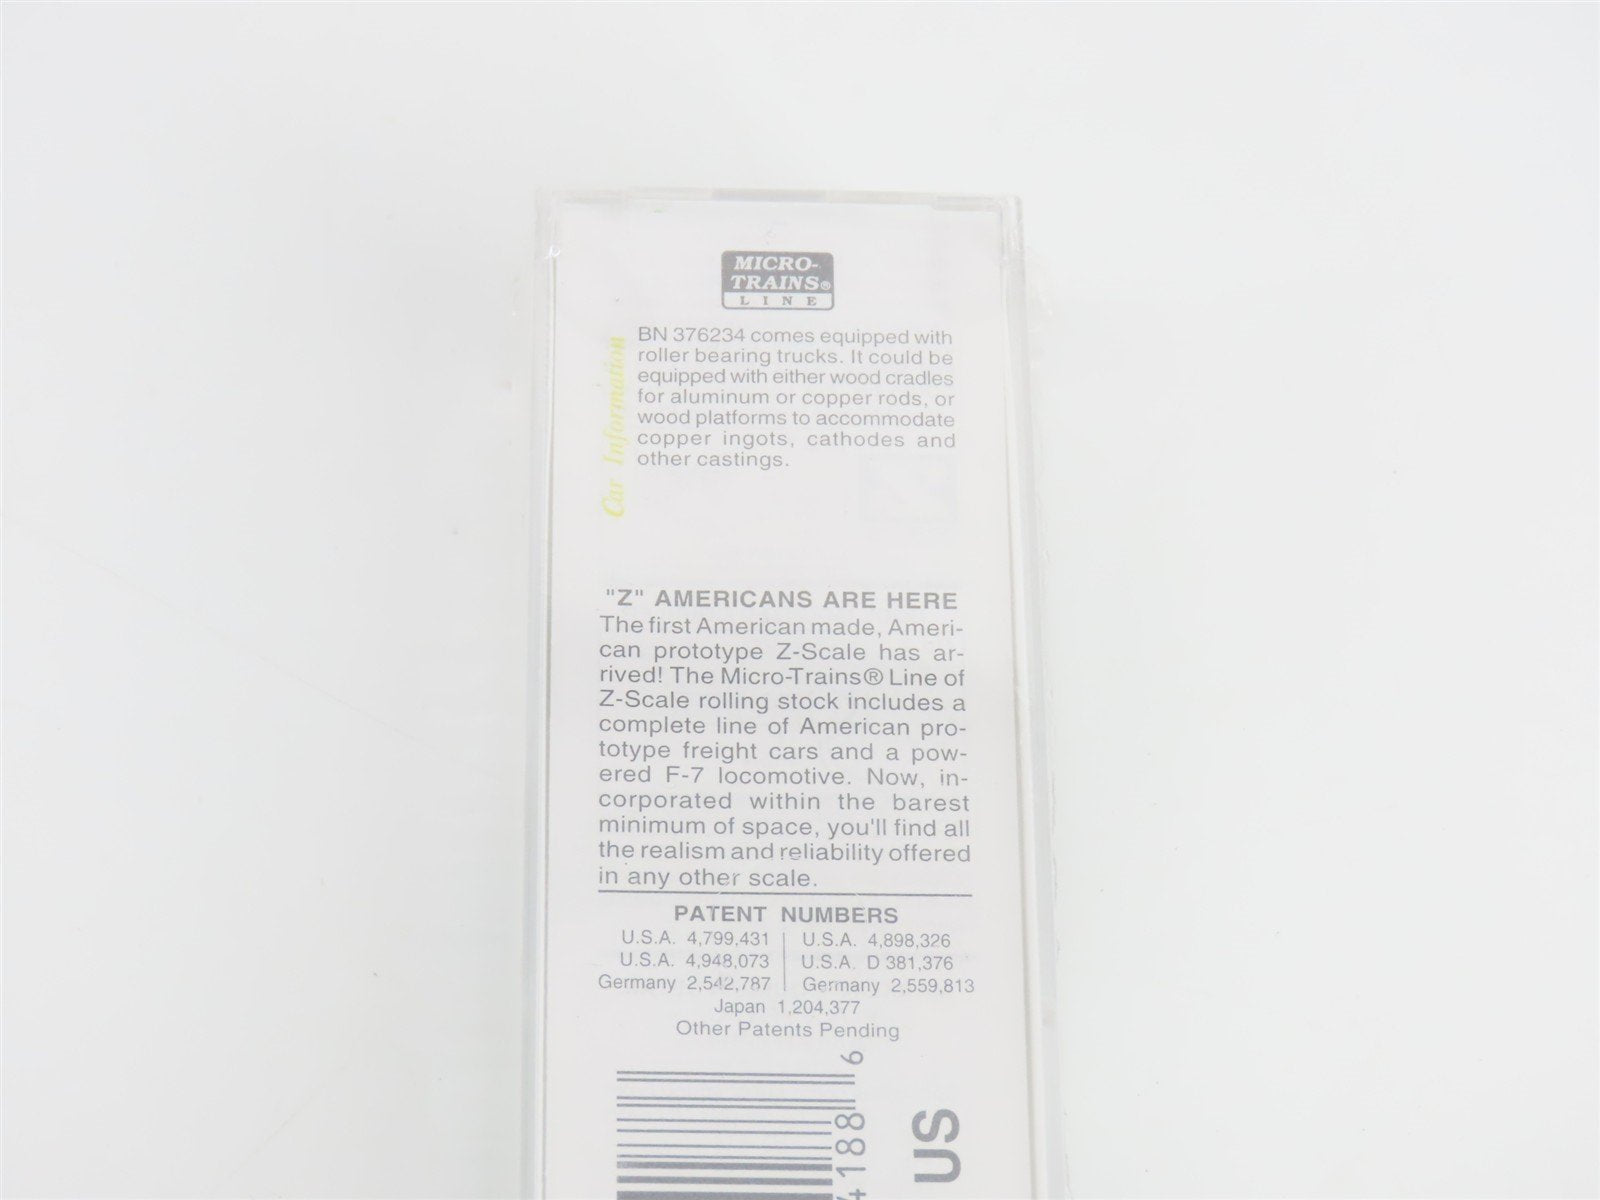 MICRO-
TRAINS®
LINE
BN 376234 comes equipped with
roller bearing trucks. It could be
equipped with either wood cradles
for aluminum or copper rods, or
wood platforms to accommodate
copper ingots, cathodes and
other castings.
Car Information
"Z" AMERICANS ARE HERE
The first American made, Ameri-
can prototype Z-Scale has ar-
rived! The Micro-Trains® Line of
Z-Scale rolling stock includes a
complete line of American pro-
totype freight cars and a pow-
ered F-7 locomotive. Now, in-
corporated within the barest
minimum of space, you'll find all
the realism and reliability offered
in any other scale.
PATENT NUMBERS
U.S.A. 4,799,431 | U.S.A. 4,898,326
U.S.A. 4,948,073 | U.S.A. D 381,376
Germany 2,542,787 | Germany 2,559,813
Japan 1,204,377
Other Patents Pending
4188 6
US